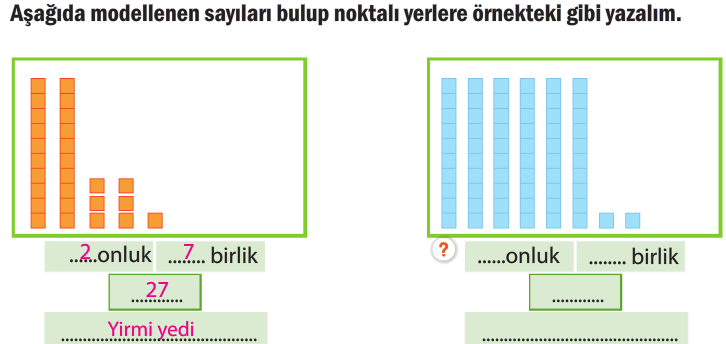 Aşağıda modellenen sayıları bulup noktalı yerlere örnekteki gibi yazalım.
...2...onluk ...7... birlik
? ......onluk ........ birlik
27
............
Yirmi yedi
..........................................